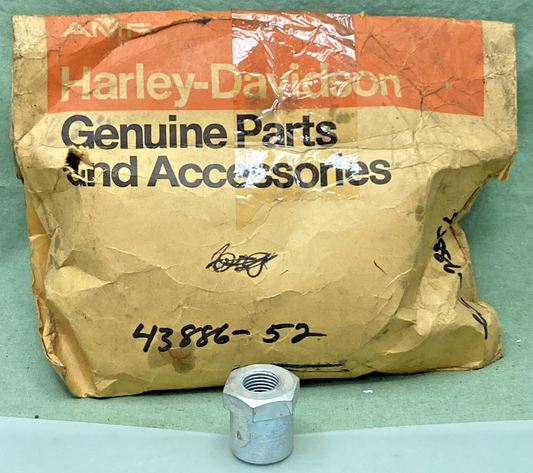 AMF
Harley-Davidson
Genuine Parts
and Accessories
43886-52